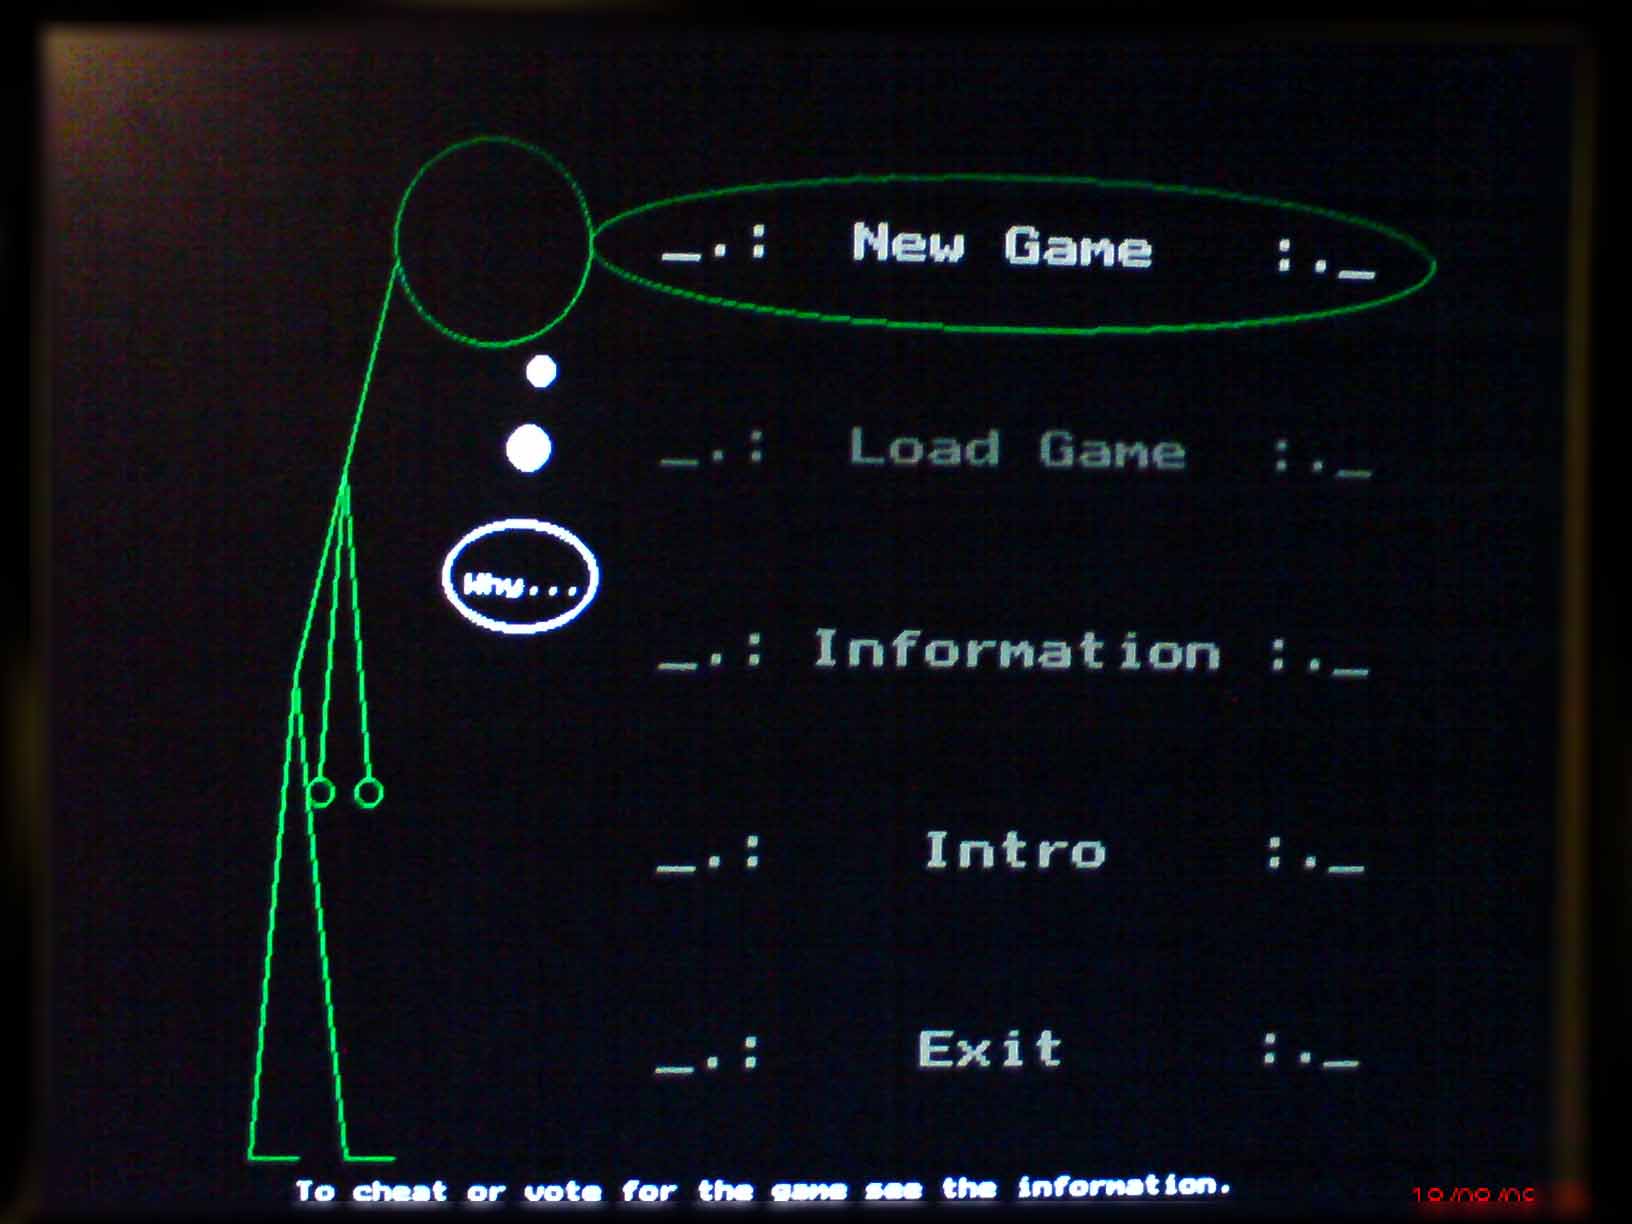 _.: New Game :._
_.: Load Game :._
Why...
_.: Information :._
_.: Intro :._
_.: Exit :._
To cheat or vote for the game see the information.